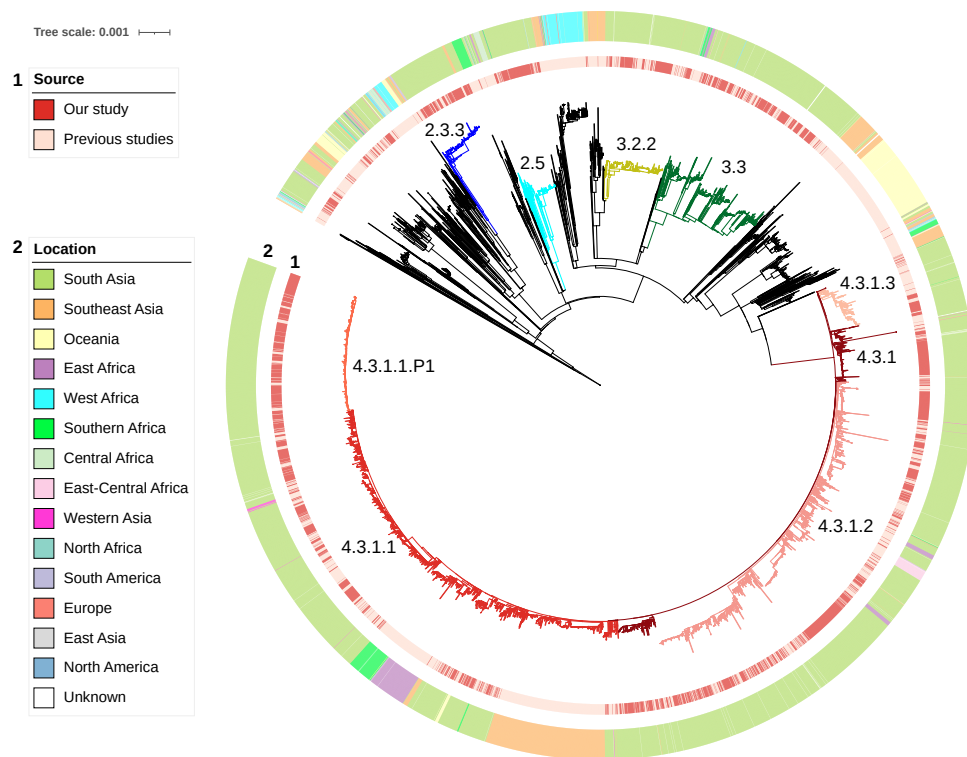 Tree scale: 0.001
1 Source
Our study
Previous studies
2 Location
South Asia
Southeast Asia
Oceania
East Africa
West Africa
Southern Africa
Central Africa
East-Central Africa
Western Asia
North Africa
South America
Europe
East Asia
North America
Unknown
2 1
2.3.3
2.5
3.2.2
3.3
4.3.1.3
4.3.1
4.3.1.2
4.3.1.1
4.3.1.1.P1